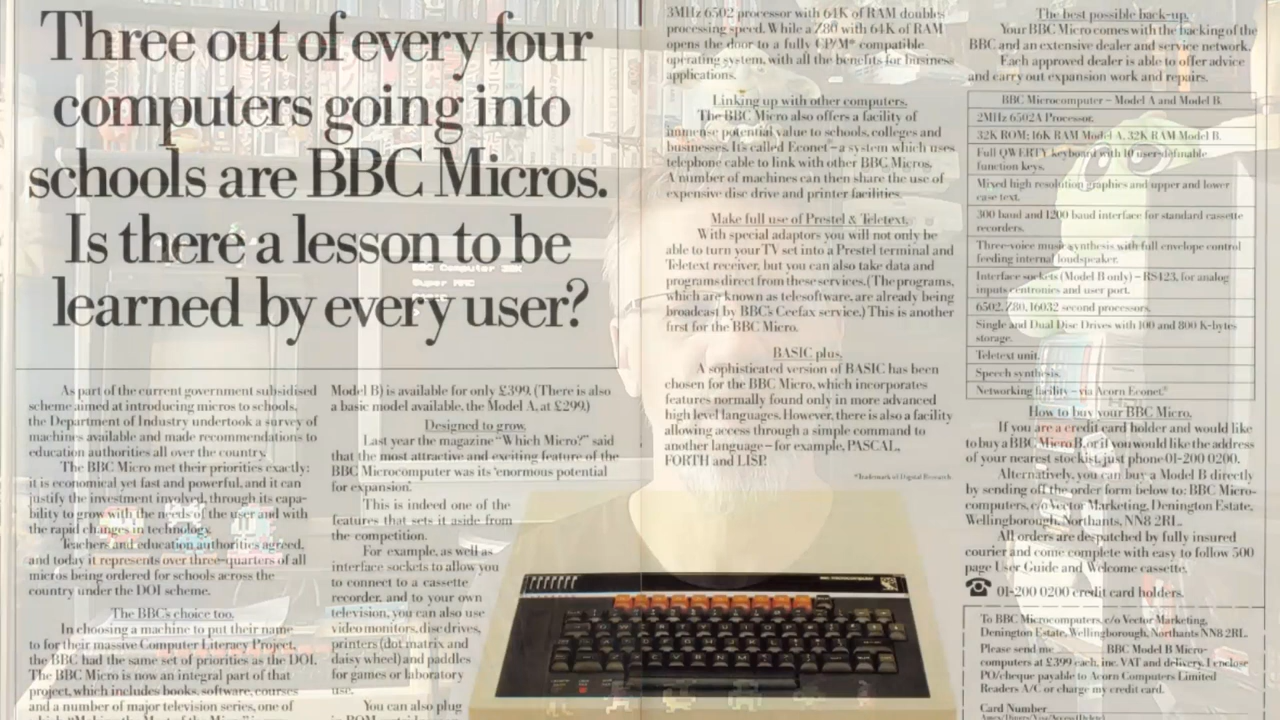 Three out of every four
computers going into
schools are BBC Micros.
Is there a lesson to be
learned by every user?
As part of the current government subsidised
scheme aimed at introducing micros to schools,
the Department of Industry undertook a survey of
machines available and made recommendations to
education authorities all over the country.
The BBC Micro met their priorities exactly:
it is economical yet fast and powerful, and it can
justify the investment involved, through its capa-
bility to grow with the needs of the user and with
the rapid changes in technology.
Teachers and education authorities agreed,
and today it represents over three-quarters of all
micros being ordered for schools across the
country under the DOI scheme.
The BBC's choice too.
In choosing a machine to put their name
to for their massive Computer Literacy Project,
the BBC had the same set of priorities as the DOI.
The BBC Micro is now an integral part of that
project, which includes books, software, courses
and a number of major television series, one of
Model B) is available for only £399. (There is also
a basic model available, the Model A, at £299.)
Designed to grow.
Last year the magazine "Which Micro?" said
that the most attractive and exciting feature of the
BBC Microcomputer was its 'enormous potential
for expansion'.
This is indeed one of the
features that sets it aside from
the competition.
For example, as well as
interface sockets to allow you
to connect to a cassette
recorder, and to your own
television, you can also use
video monitors, disc drives,
printers (dot matrix and
daisy wheel) and paddles
for games or laboratory
use.
You can also plug
3MHz 6502 processor with 64K of RAM doubles
processing speed. While a Z80 with 64K of RAM
opens the door to a fully CP/M* compatible
operating system, with all the benefits for business
applications.
Linking up with other computers.
The BBC Micro also offers a facility of
immense potential value to schools, colleges and
businesses. It's called Econet®–a system which uses
telephone cable to link with other BBC Micros.
A number of machines can then share the use of
expensive disc drive and printer facilities.
Make full use of Prestel & Teletext.
With special adaptors you will not only be
able to turn your TV set into a Prestel terminal and
Teletext receiver, but you can also take data and
programs direct from these services. (The programs,
which are known as telesoftware, are already being
broadcast by BBC's Ceefax service.) This is another
first for the BBC Micro.
BASIC plus.
A sophisticated version of BASIC has been
chosen for the BBC Micro, which incorporates
features normally found only in more advanced
high level languages. However, there is also a facility
allowing access through a simple command to
another language–for example, PASCAL,
FORTH and LISP.
*Trademark of Digital Research
The best possible back-up.
Your BBC Micro comes with the backing of the
BBC and an extensive dealer and service network.
Each approved dealer is able to offer advice
and carry out expansion work and repairs.
BBC Microcomputer – Model A and Model B.
2MHz 6502A Processor.
32K ROM; 16K RAM Model A, 32K RAM Model B.
Full QWERTY keyboard with 10 user-definable
function keys.
Mixed high resolution graphics and upper and lower
case text.
300 baud and 1200 baud interface for standard cassette
recorders.
Three-voice music synthesis with full envelope control
feeding internal loudspeaker.
Interface sockets (Model B only) – RS423, for analog
inputs centronics and user port.
6502, Z80, 16032 second processors.
Single and Dual Disc Drives with 100 and 800 K-bytes
storage.
Teletext unit.
Speech synthesis.
Networking facility – via Acorn Econet®
How to buy your BBC Micro.
If you are a credit card holder and would like
to buy a BBC Micro B, or if you would like the address
of your nearest stockist, just phone 01-200 0200.
Alternatively, you can buy a Model B directly
by sending off the order form below to: BBC Micro-
computers, c/o Vector Marketing, Denington Estate,
Wellingborough, Northants, NN8 2RL.
All orders are despatched by fully insured
courier and come complete with easy to follow 500
page User Guide and Welcome cassette.
01-200 0200 credit card holders.
To BBC Microcomputers, c/o Vector Marketing,
Denington Estate, Wellingborough, Northants NN8 2RL.
Please send me BBC Model B Micro-
computers at £399 each, inc. VAT and delivery. I enclose
PO/cheque payable to Acorn Computers Limited
Readers A/C or charge my credit card.
Card Number
BBC Computer 32K